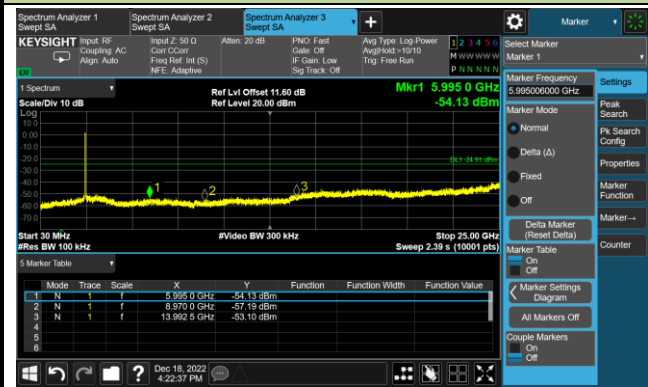 Spectrum Analyzer 1
Swept SA
Spectrum Analyzer 2
Swept SA
Spectrum Analyzer 3
Swept SA
Marker
KEYSIGHT
Input: RF
Coupling: AC
Align: Auto
Input Z: 50 Ω
Corr CCorr
Freq Ref: Int (S)
NFE: Adaptive
Atten: 20 dB
PNO: Fast
Gate: Off
IF Gain: Low
Sig Track: Off
Avg Type: Log-Power
Avg|Hold >10/10
Trig: Free Run
1 2 3 4 5 6
M W W W W W
P N N N N N
Select Marker
Marker 1
1 Spectrum
Scale/Div 10 dB
Ref Lvl Offset 11.60 dB
Ref Level 20.00 dBm
Mkr1 5.995 0 GHz
-54.13 dBm
Log
10.0
0.00
-10.0
-20.0
-30.0
-40.0
-50.0
-60.0
-70.0
DL1 -24.91 dBm
1
2
3
Start 30 MHz
#Res BW 100 kHz
#Video BW 300 kHz
Stop 25.00 GHz
Sweep 2.39 s (10001 pts)
5 Marker Table
Mode Trace Scale X Y Function Function Width Function Value
1 N 1 f 5.995 0 GHz -54.13 dBm
2 N 1 f 8.970 0 GHz -57.19 dBm
3 N 1 f 13.992 5 GHz -53.10 dBm
4
5
6
Dec 18, 2022
4:22:37 PM
Marker Frequency
5.995006000 GHz
Marker Mode
Normal
Delta (Δ)
Fixed
Off
Delta Marker
(Reset Delta)
Marker Table
On
Off
Marker Settings
Diagram
All Markers Off
Couple Markers
On
Off
Settings
Peak
Search
Pk Search
Config
Properties
Marker
Function
Marker→
Counter